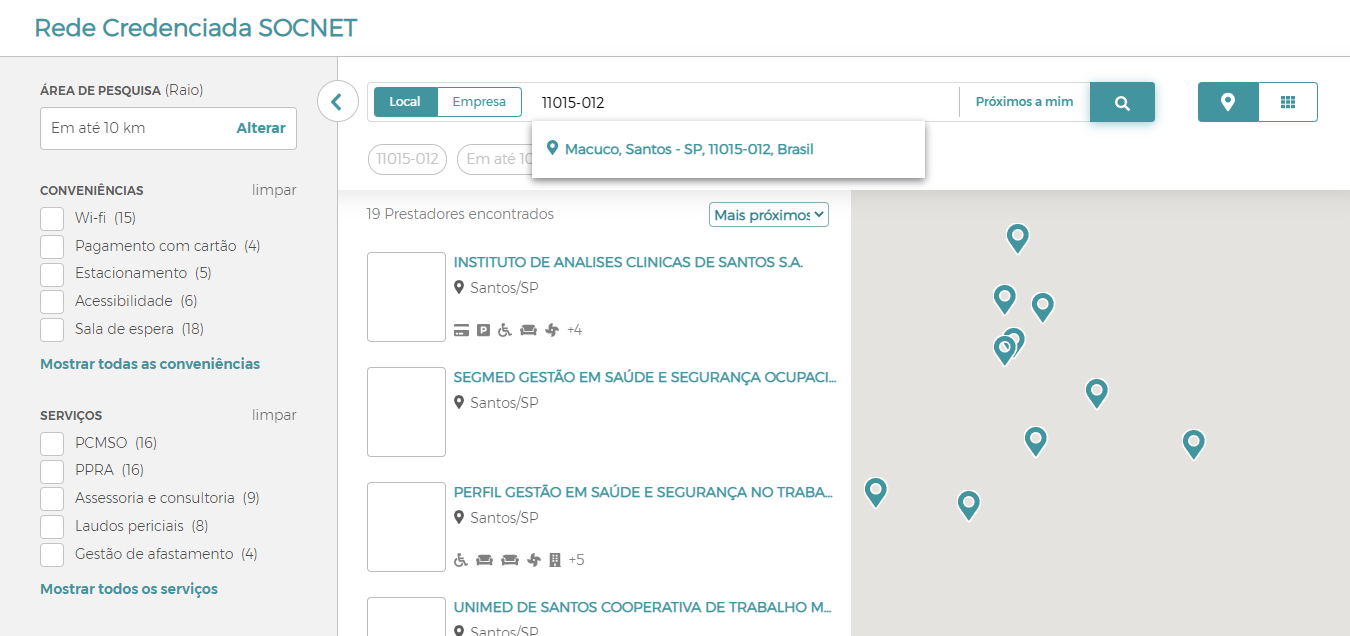 Rede Credenciada SOCNET
ÁREA DE PESQUISA (Raio)
Em até 10 km Alterar
CONVENIÊNCIAS limpar
Wi-fi (15)
Pagamento com cartão (4)
Estacionamento (5)
Acessibilidade (6)
Sala de espera (18)
Mostrar todas as conveniências
SERVIÇOS limpar
PCMSO (16)
PPRA (16)
Assessoria e consultoria (9)
Laudos periciais (8)
Gestão de afastamento (4)
Mostrar todos os serviços
Local Empresa 11015-012 Próximos a mim
Macuco, Santos - SP, 11015-012, Brasil
11015-012 Em até 10
19 Prestadores encontrados Mais próximos
INSTITUTO DE ANALISES CLINICAS DE SANTOS S.A.
Santos/SP
+4
SEGMED GESTÃO EM SAÚDE E SEGURANÇA OCUPACI...
Santos/SP
PERFIL GESTÃO EM SAÚDE E SEGURANÇA NO TRABA...
Santos/SP
+5
UNIMED DE SANTOS COOPERATIVA DE TRABALHO M...
Santos/SP